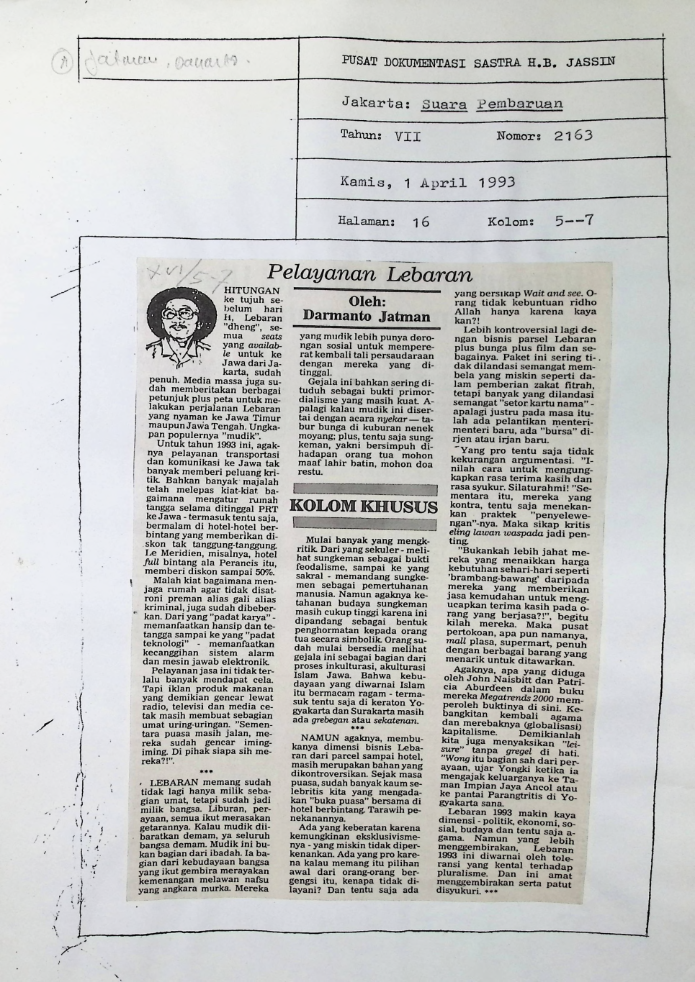 (A) Jatman, Darmanto.
PUSAT DOKUMENTASI SASTRA H.B. JASSIN
Jakarta: Suara Pembaruan
Tahun: VII Nomor: 2163
Kamis, 1 April 1993
Halaman: 16 Kolom: 5--7
XVI/5-7
Pelayanan Lebaran
HITUNGAN
ke tujuh se-
belum hari
H, Lebaran
"dheng", se-
mua seats
yang availab-
le untuk ke
Jawa dari Ja-
karta, sudah
penuh. Media massa juga su-
dah memberitakan berbagai
petunjuk plus peta untuk me-
lakukan perjalanan Lebaran
yang nyaman ke Jawa Timur
maupun Jawa Tengah. Ungka-
pan populernya "mudik".
Untuk tahun 1993 ini, agak-
nya pelayanan transportasi
dan komunikasi ke Jawa tak
banyak memberi peluang kri-
tik. Bahkan banyak majalah
telah melepas kiat-kiat ba-
gaimana mengatur rumah
tangga selama ditinggal PRT
ke Jawa - termasuk tentu saja,
bermalam di hotel-hotel ber-
bintang yang memberikan di-
skon tak tanggung-tanggung.
Le Meridien, misalnya, hotel
full bintang ala Perancis itu,
memberi diskon sampai 50%.
Malah kiat bagaimana men-
jaga rumah agar tidak disat-
roni preman alias gali alias
kriminal, juga sudah dibeber-
kan. Dari yang "padat karya" -
memanfaatkan hansip dan te-
tangga sampai ke yang "padat
teknologi" - memanfaatkan
kecanggihan sistem alarm
dan mesin jawab elektronik.
Pelayanan jasa ini tidak ter-
lalu banyak mendapat cela.
Tapi iklan produk makanan
yang demikian gencar lewat
radio, televisi dan media ce-
tak masih membuat sebagian
umat uring-uringan. "Semen-
tara puasa masih jalan, me-
reka sudah gencar iming-
iming. Di pihak siapa sih me-
reka?!".
***
LEBARAN memang sudah
tidak lagi hanya milik seba-
gian umat, tetapi sudah jadi
milik bangsa. Liburan, per-
ayaan, semua ikut merasakan
getarannya. Kalau mudik dii-
baratkan demam, ya seluruh
bangsa demam. Mudik ini bu-
kan bagian dari ibadah. Ia ba-
gian dari kebudayaan bangsa
yang ikut gembira merayakan
kemenangan melawan nafsu
yang angkara murka. Mereka
Oleh:
Darmanto Jatman
yang mudik lebih punya doro-
ngan sosial untuk mempere-
rat kembali tali persaudaraan
dengan mereka yang di-
tinggal.
Gejala ini bahkan sering di-
tuduh sebagai bukti primor-
dialisme yang masih kuat. A-
palagi kalau mudik ini diser-
tai dengan acara nyekar — ta-
bur bunga di kuburan nenek
moyang; plus, tentu saja sung-
keman, yakni bersimpuh di-
hadapan orang tua mohon
maaf lahir batin, mohon doa
restu.
KOLOM KHUSUS
Mulai banyak yang mengk-
ritik. Dari yang sekuler - meli-
hat sungkeman sebagai bukti
feodalisme, sampai ke yang
sakral - memandang sungke-
men sebagai pemertuhanan
manusia. Namun agaknya ke-
tahanan budaya sungkeman
masih cukup tinggi karena ini
dipandang sebagai bentuk
penghormatan kepada orang
tua secara simbolik. Orang su-
dah mulai bersedia melihat
gejala ini sebagai bagian dari
proses inkulturasi, akulturasi
Islam Jawa. Bahwa kebu-
dayaan yang diwarnai Islam
itu bermacam ragam - terma-
suk tentu saja di keraton Yo-
gyakarta dan Surakarta masih
ada grebegan atau sekatenan.
***
NAMUN agaknya, membu-
kanya dimensi bisnis Leba-
ran dari parcel sampai hotel,
masih merupakan bahan yang
dikontroversikan. Sejak masa
puasa, sudah banyak kaum se-
lebritis kita yang mengada-
kan "buka puasa" bersama di
hotel berbintang. Tarawih pe-
nekanannya.
Ada yang keberatan karena
kemungkinan eksklusivisme-
nya - yang miskin tidak diper-
kenankan. Ada yang pro kare-
na kalau memang itu pilihan
awal dari orang-orang ber-
gengsi itu, kenapa tidak di-
layani? Dan tentu saja ada
yang bersikap Wait and see. O-
rang tidak kebuntuan ridho
Allah hanya karena kaya
kan?!
Lebih kontroversial lagi de-
ngan bisnis parsel Lebaran
plus bunga plus film dan se-
bagainya. Paket ini sering ti-
dak dilandasi semangat mem-
bela yang miskin seperti da-
lam pemberian zakat fitrah,
tetapi banyak yang dilandasi
semangat "setor kartu nama" -
apalagi justru pada masa itu-
lah ada pelantikan menteri-
menteri baru, ada "bursa" di-
rjen atau irjan baru.
Yang pro tentu saja tidak
kekurangan argumentasi. "I-
nilah cara untuk mengung-
kapkan rasa terima kasih dan
rasa syukur. Silaturahmi! "Se-
mentara itu, mereka yang
kontra, tentu saja menekan-
kan praktek "penyelewe-
ngan"-nya. Maka sikap kritis
eling lawan waspada jadi pen-
ting.
"Bukankah lebih jahat me-
reka yang menaikkan harga
kebutuhan sehari-hari seperti
'brambang-bawang' daripada
mereka yang memberikan
jasa kemudahan untuk meng-
ucapkan terima kasih pada o-
rang yang berjasa?!", begitu
kilah mereka. Maka pusat
pertokoan, apa pun namanya,
mall plasa, supermart, penuh
dengan berbagai barang yang
menarik untuk ditawarkan.
Agaknya, apa yang diduga
oleh John Naisbitt dan Patri-
cia Aburdeen dalam buku
mereka Megatrends 2000 mem-
peroleh buktinya di sini. Ke-
bangkitan kembali agama
dan merebaknya (globalisasi)
kapitalisme. Demikianlah
kita juga menyaksikan "lei-
sure" tanpa gregel di hati.
"Wong itu bagian sah dari per-
ayaan, ujar Yongki ketika ia
mengajak keluarganya ke Ta-
man Impian Jaya Ancol atau
ke pantai Parangtritis di Yo-
gyakarta sana.
Lebaran 1993 makin kaya
dimensi - politik, ekonomi, so-
sial, budaya dan tentu saja a-
gama. Namun yang lebih
menggembirakan, Lebaran
1993 ini diwarnai oleh tole-
ransi yang kental terhadap
pluralisme. Dan ini amat
menggembirakan serta patut
disyukuri. ***